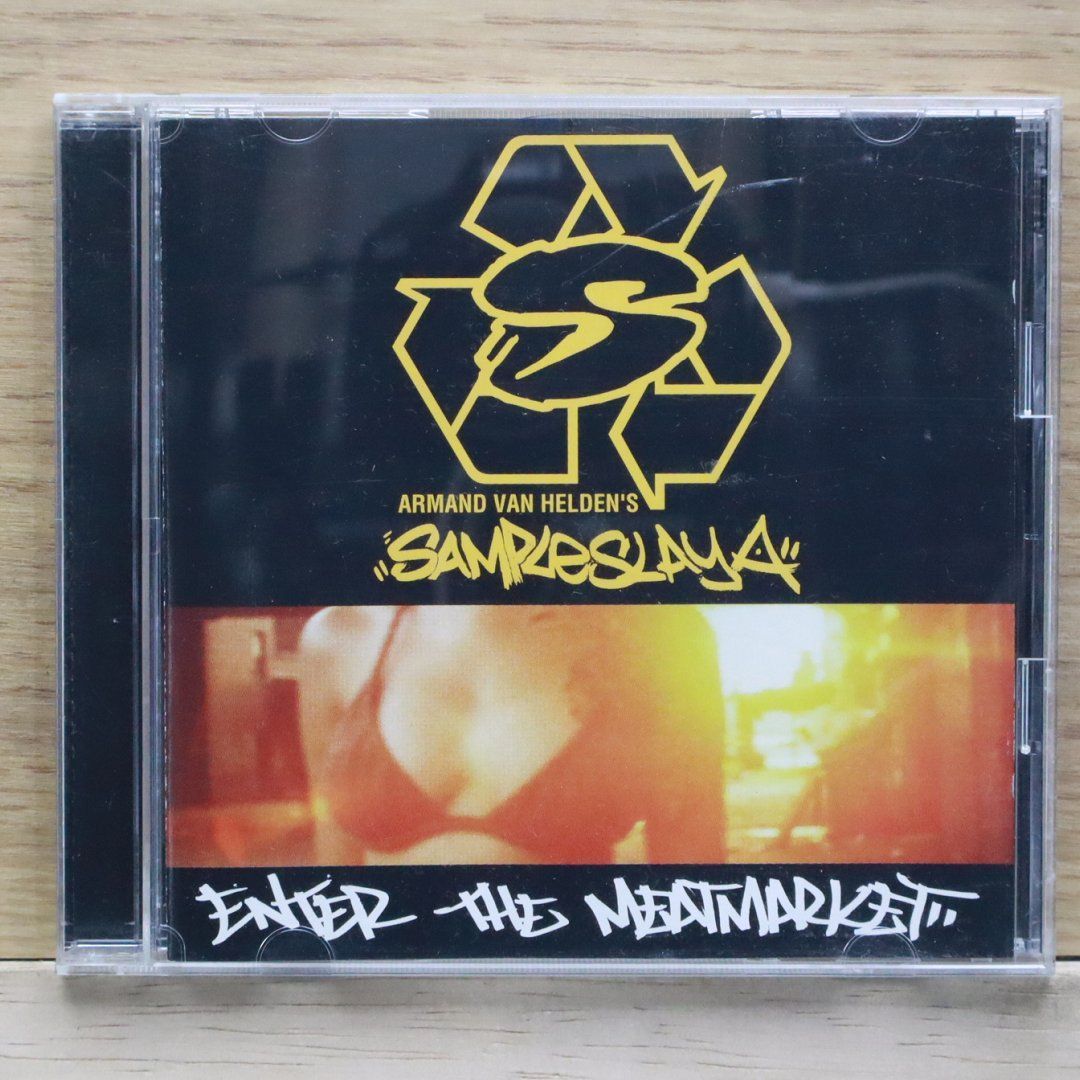 S
ARMAND VAN HELDEN'S
"SAMPLESLAYA"
ENTER THE MEATMARKET